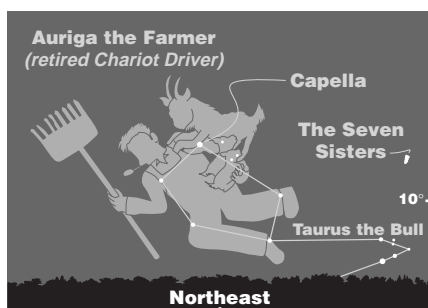 Auriga the Farmer
(retired Chariot Driver)
Capella
The Seven
Sisters
10°
Taurus the Bull
Northeast